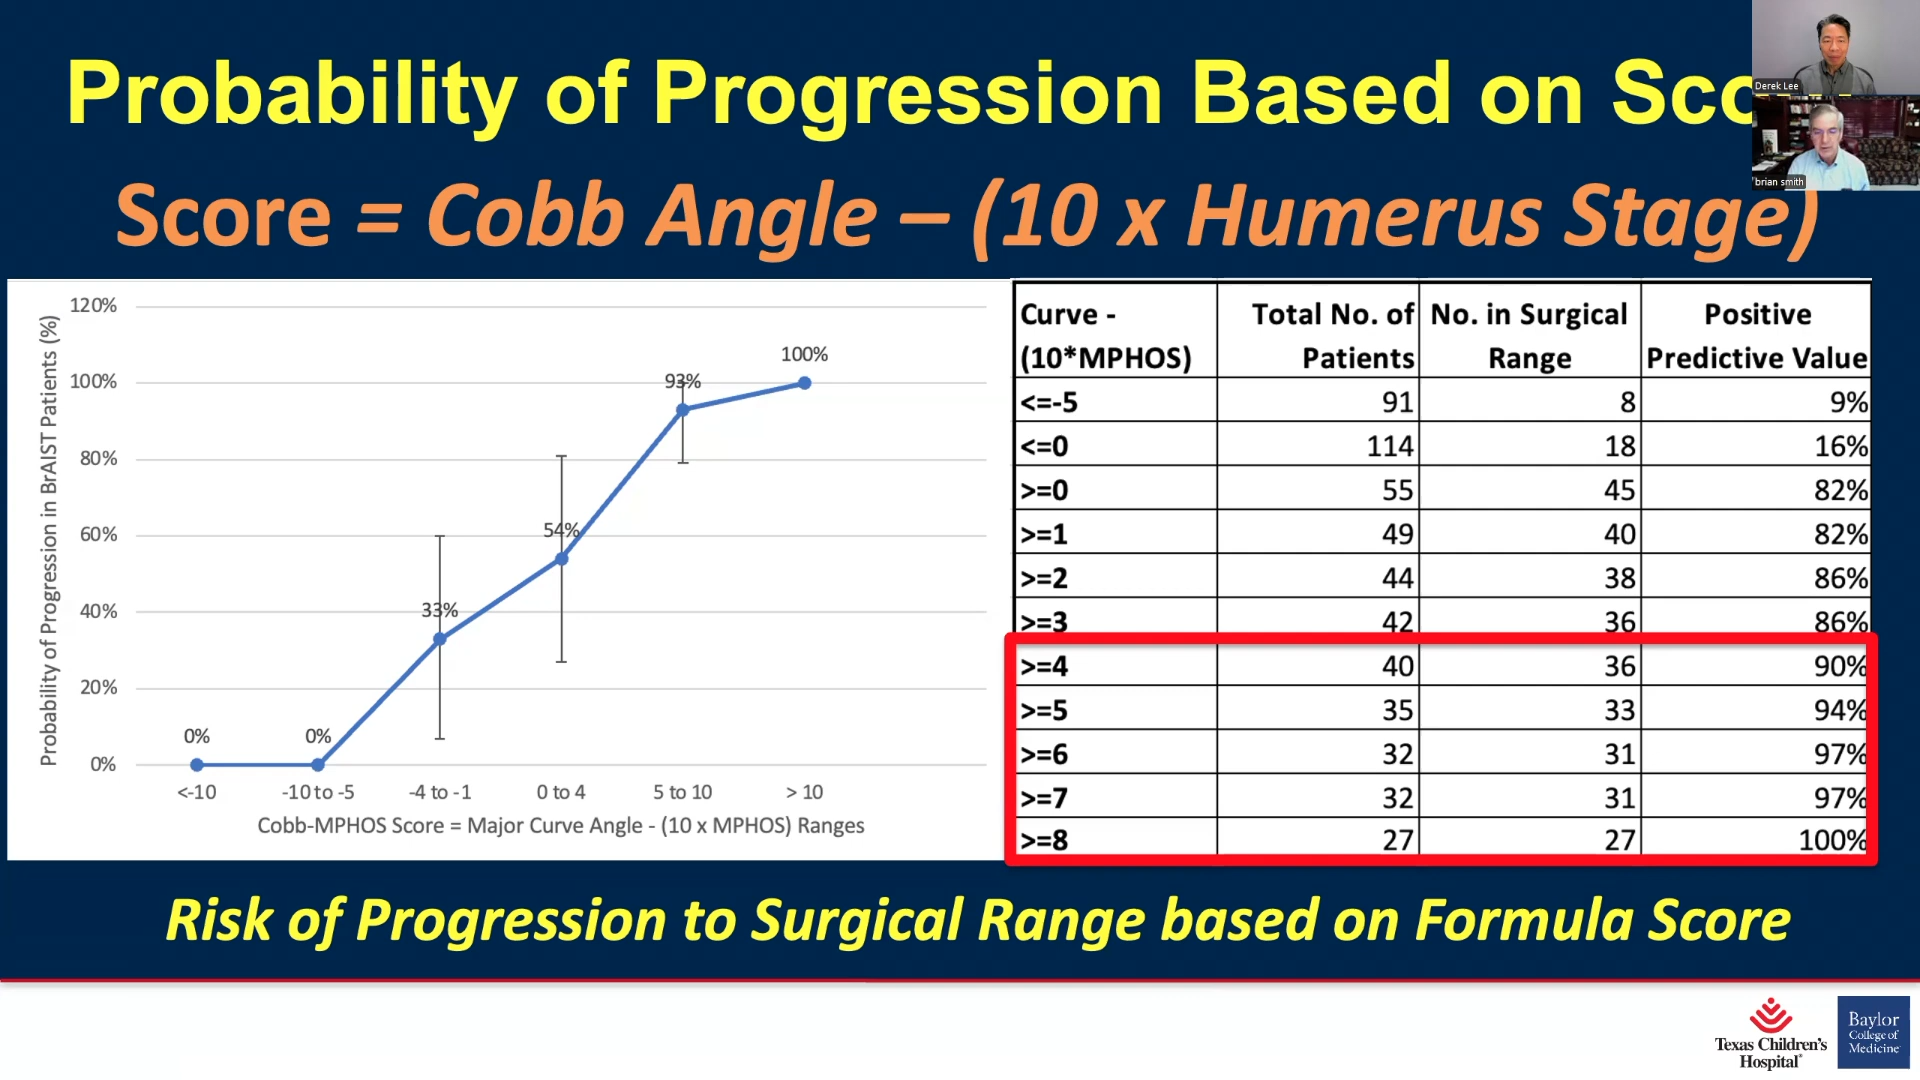 Probability of Progression Based on Sco
Score = Cobb Angle – (10 x Humerus Stage)
Derek Lee
brian smith
Probability of Progression in BrAIST Patients (%)
120%
100%
80%
60%
40%
20%
0%
0%
0%
33%
54%
93%
100%
<-10
-10 to -5
-4 to -1
0 to 4
5 to 10
> 10
Cobb-MPHOS Score = Major Curve Angle - (10 x MPHOS) Ranges
Curve - (10*MPHOS) Total No. of Patients No. in Surgical Range Positive Predictive Value
<=-5 91 8 9%
<=0 114 18 16%
>=0 55 45 82%
>=1 49 40 82%
>=2 44 38 86%
>=3 42 36 86%
>=4 40 36 90%
>=5 35 33 94%
>=6 32 31 97%
>=7 32 31 97%
>=8 27 27 100%
Risk of Progression to Surgical Range based on Formula Score
Texas Children's
Hospital
Baylor
College of
Medicine